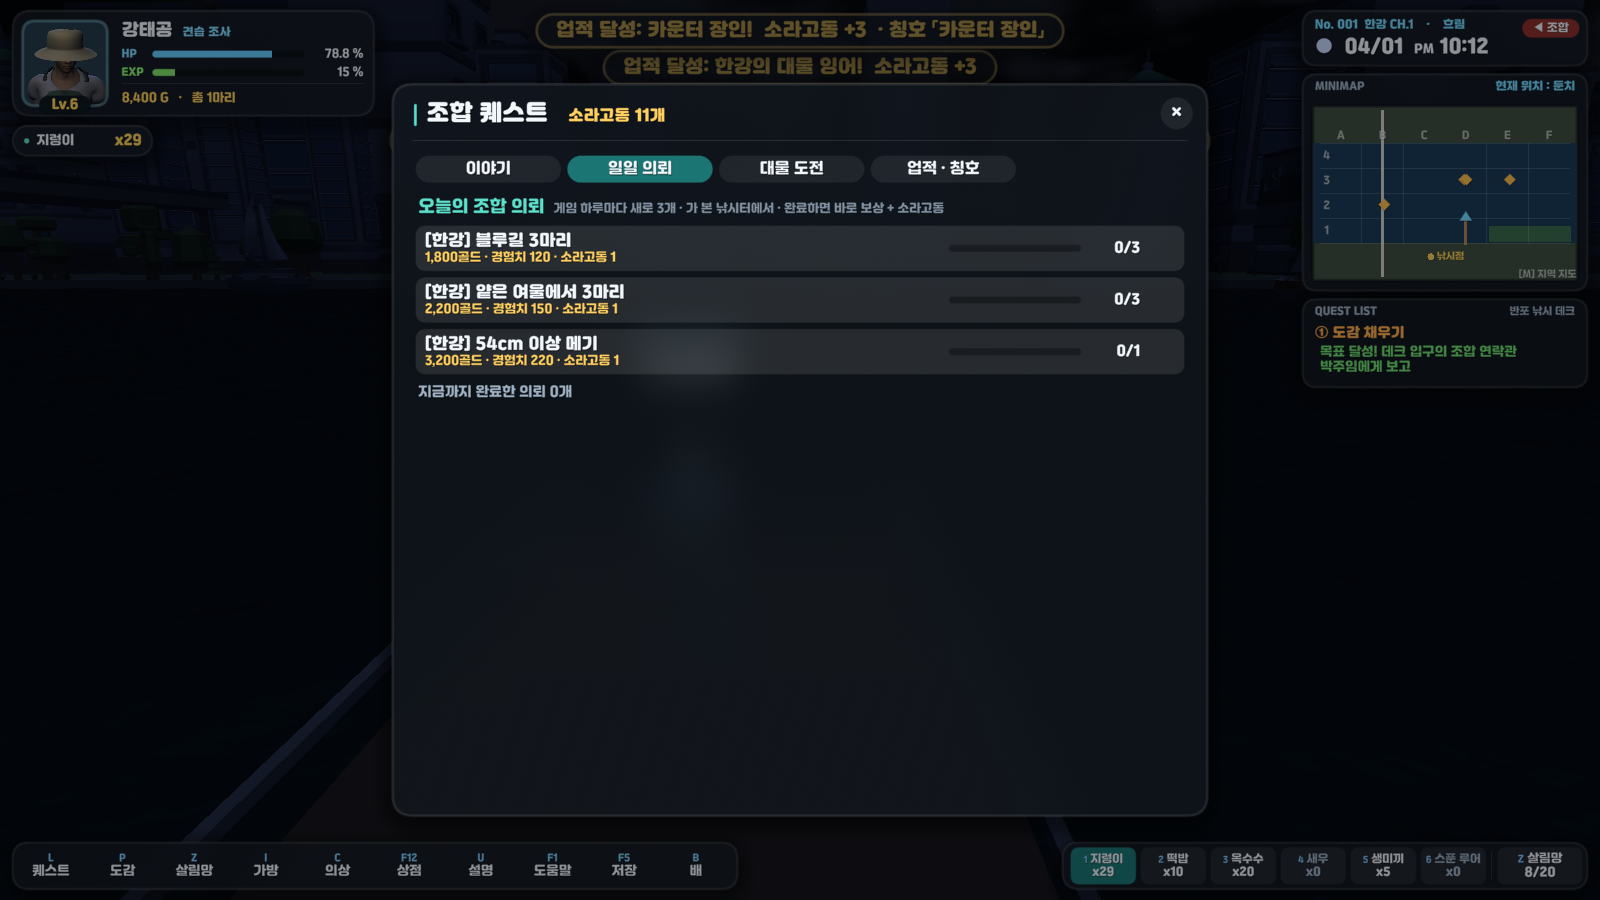 강태공 견습 조사
HP 78.8 %
EXP 15 %
Lv.6
8,400 G · 총 1마리
지렁이 x29
업적 달성: 카운터 장인! 소라고동 +3 · 칭호 「카운터 장인」
업적 달성: 한강의 대물 잉어! 소라고동 +3
No. 001 한강 CH.1 · 흐림
◀ 조합
04/01 PM 10:12
MINIMAP 현재 위치 : 둔치
A B C D E F
4
3
2
1
낚시점
[M] 지역 지도
QUEST LIST 반포 낚시 데크
① 도감 채우기
목표 달성! 데크 입구의 조합 연락관
박주임에게 보고
조합 퀘스트 소라고동 11개
×
이야기 일일 의뢰 대물 도전 업적 · 칭호
오늘의 조합 의뢰 게임 하루마다 새로 3개 · 가 본 낚시터에서 · 완료하면 바로 보상 + 소라고동
[한강] 블루길 3마리 0/3
1,800골드 · 경험치 120 · 소라고동 1
[한강] 얕은 여울에서 3마리 0/3
2,200골드 · 경험치 150 · 소라고동 1
[한강] 54cm 이상 메기 0/1
3,200골드 · 경험치 220 · 소라고동 1
지금까지 완료한 의뢰 0개
L P Z I C F12 U F1 F5 B
퀘스트 도감 살림망 가방 의상 상점 설명 도움말 저장 배
1 지렁이 2 떡밥 3 옥수수 4 새우 5 생미끼 6 스푼 루어 Z 살림망
x29 x10 x20 x0 x5 x0 8/20